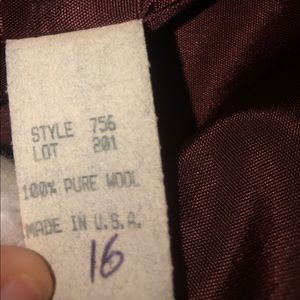 STYLE 756
LOT 201
100% PURE WOOL
MADE IN U.S.A.
16